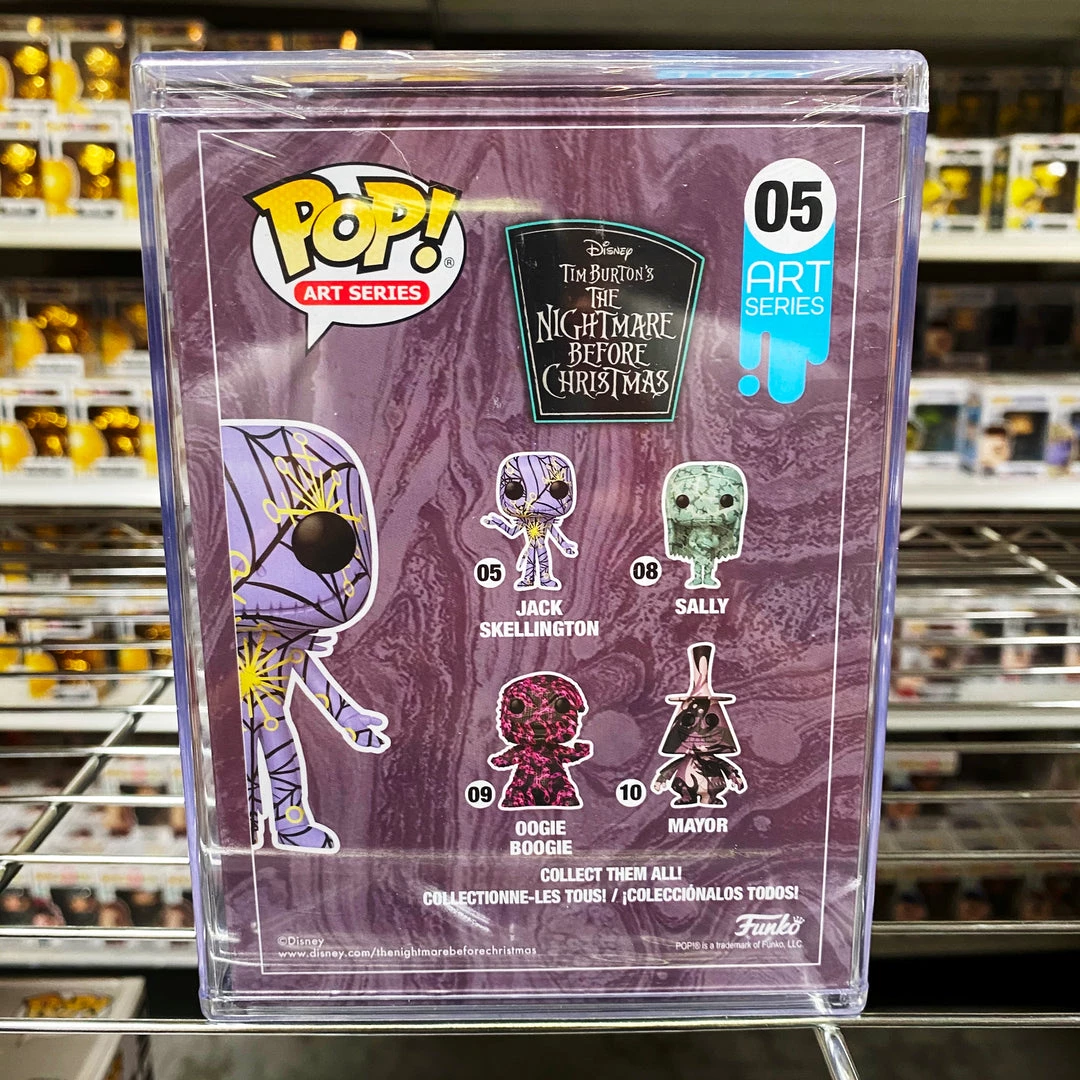 POP!®
ART SERIES
Disney
TIM BURTON'S
THE
NIGHTMARE
BEFORE
CHRISTMAS
05
ART
SERIES
05
JACK
SKELLINGTON
08
SALLY
09
OOGIE
BOOGIE
10
MAYOR
COLLECT THEM ALL!
COLLECTIONNE-LES TOUS! / ¡COLECCIÓNALOS TODOS!
©Disney
www.disney.com/thenightmarebeforechristmas
Funko
POP!® is a trademark of Funko, LLC.